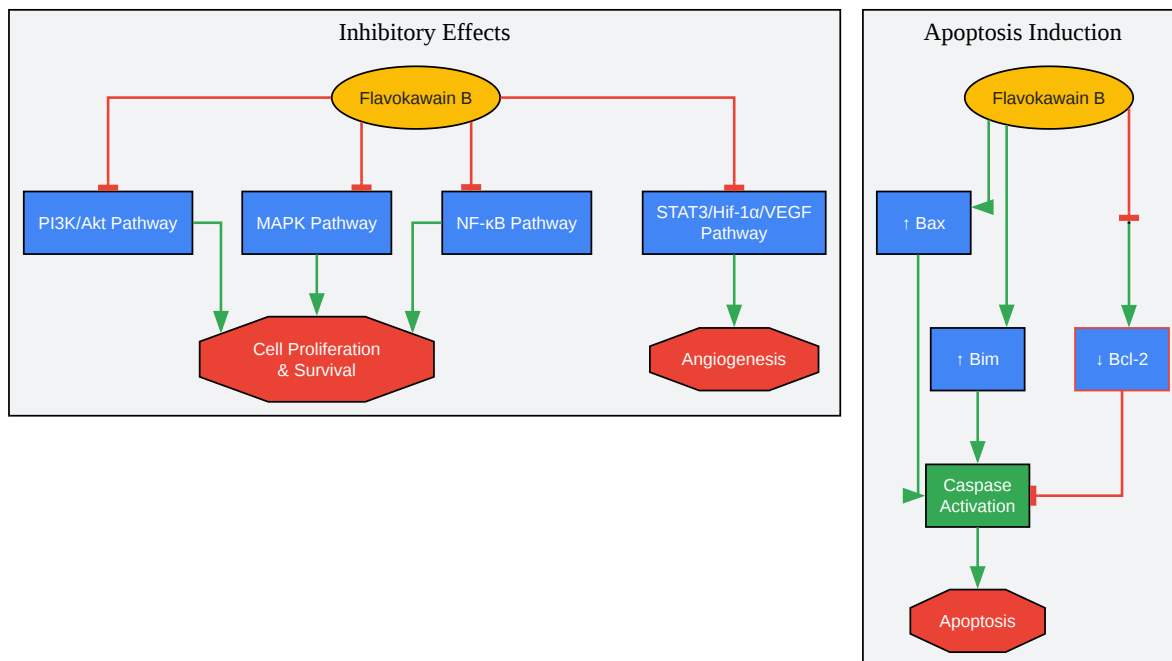 Inhibitory Effects
Flavokawain B
PI3K/Akt Pathway
MAPK Pathway
NF-κB Pathway
STAT3/Hif-1α/VEGF
Pathway
Cell Proliferation
& Survival
Angiogenesis
Apoptosis Induction
Flavokawain B
↑ Bax
↑ Bim
↓ Bcl-2
Caspase
Activation
Apoptosis